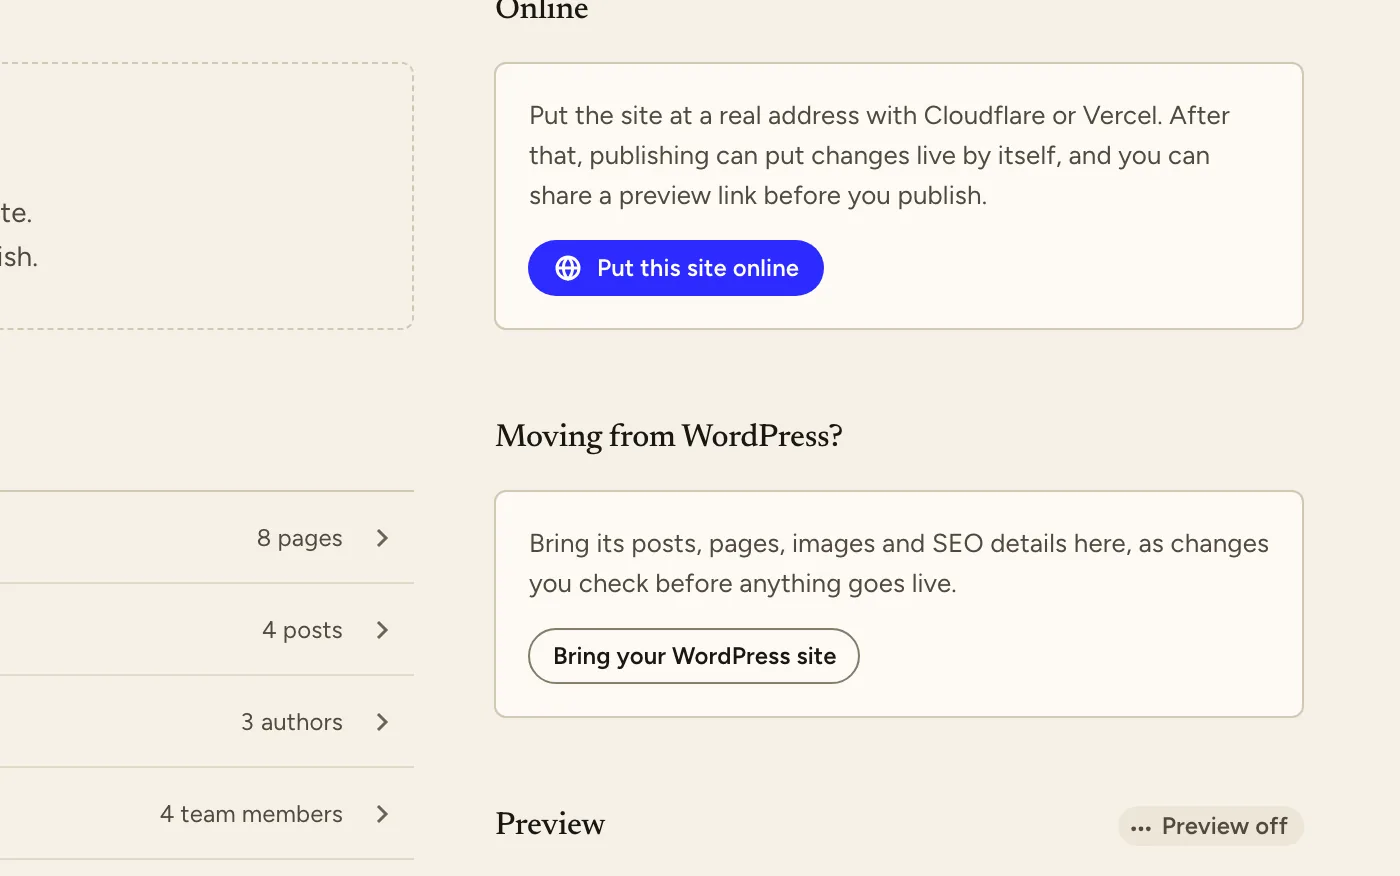 Online
Put the site at a real address with Cloudflare or Vercel. After
that, publishing can put changes live by itself, and you can
share a preview link before you publish.
Put this site online
te.
ish.
Moving from WordPress?
Bring its posts, pages, images and SEO details here, as changes
you check before anything goes live.
Bring your WordPress site
8 pages
4 posts
3 authors
4 team members
Preview
Preview off